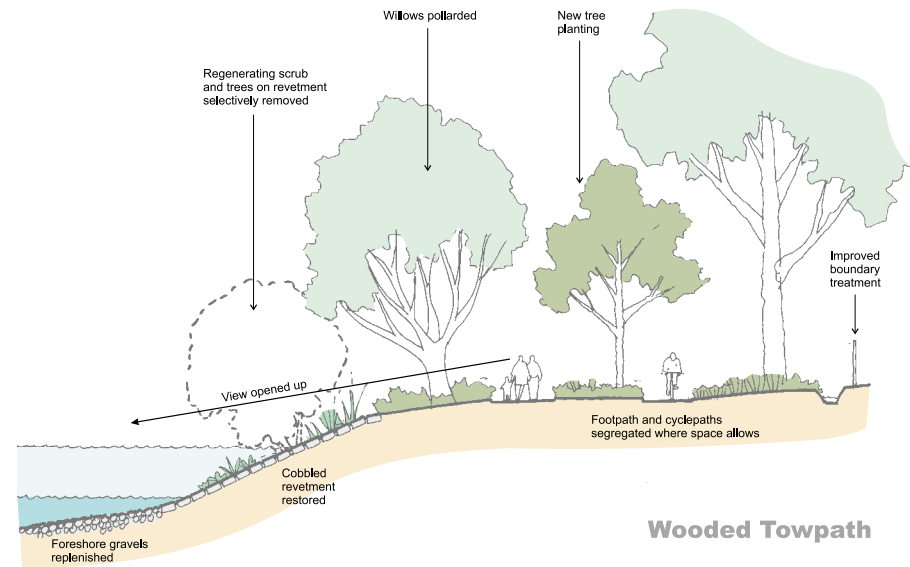 Willows pollarded
New tree
planting
Regenerating scrub
and trees on revetment
selectively removed
Improved
boundary
treatment
View opened up
Footpath and cyclepaths
segregated where space allows
Cobbled
revetment
restored
Foreshore gravels
replenished
Wooded Towpath